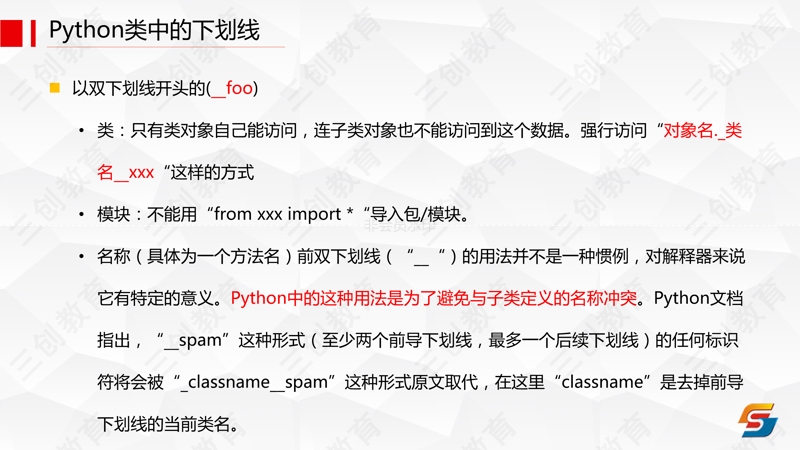 Python类中的下划线
以双下划线开头的(__foo)
• 类：只有类对象自己能访问，连子类对象也不能访问到这个数据。强行访问“对象名._类
名__xxx“这样的方式
• 模块：不能用“from xxx import *“导入包/模块。
• 名称（具体为一个方法名）前双下划线（“__“）的用法并不是一种惯例，对解释器来说
它有特定的意义。Python中的这种用法是为了避免与子类定义的名称冲突。Python文档
指出，“__spam”这种形式（至少两个前导下划线，最多一个后续下划线）的任何标识
符将会被“_classname__spam”这种形式原文取代，在这里“classname”是去掉前导
下划线的当前类名。
三创教育